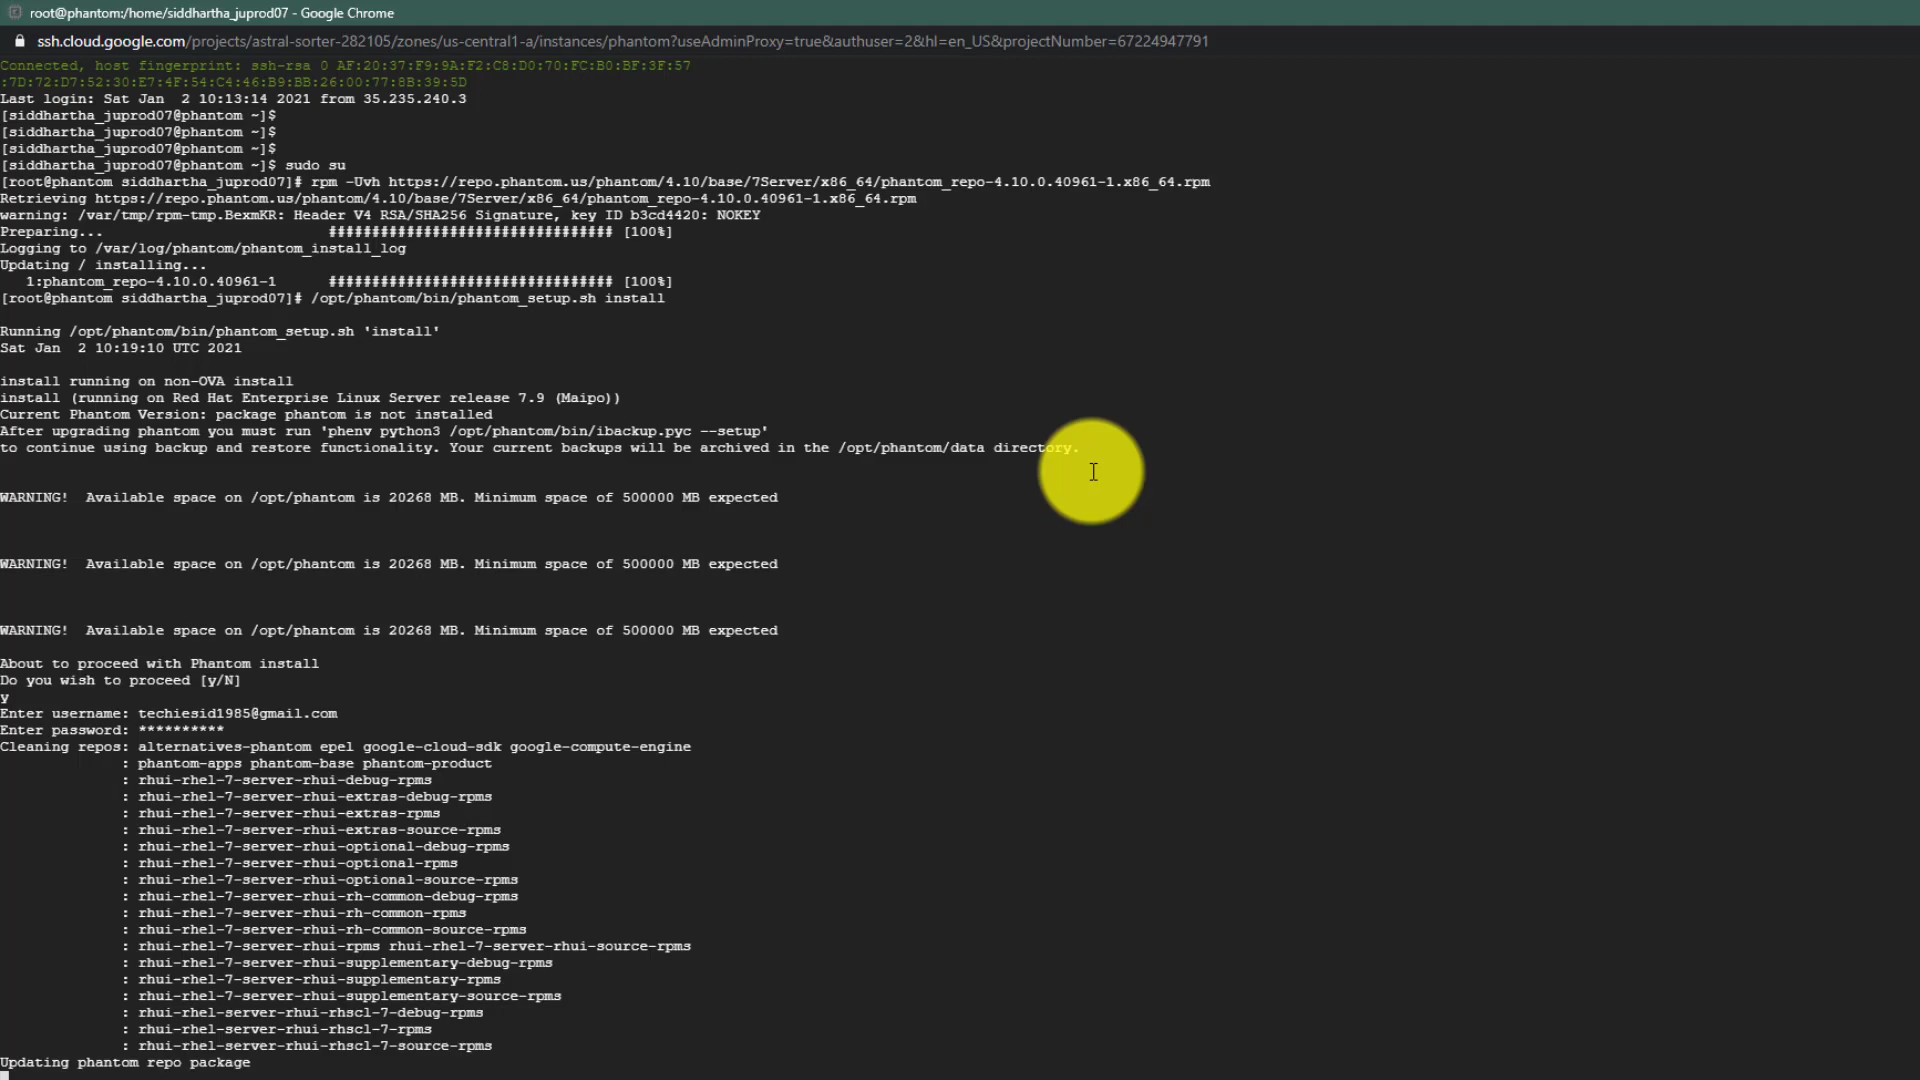 root@phantom:/home/siddhartha_juprod07 - Google Chrome
ssh.cloud.google.com/projects/astral-sorter-282105/zones/us-central1-a/instances/phantom?useAdminProxy=true&authuser=2&hl=en_US&projectNumber=67224947791
Connected, host fingerprint: ssh-rsa 0 AF:20:37:F9:9A:F2:C8:D0:70:FC:B0:BF:3F:57
:7D:72:D7:52:30:E7:4F:54:C4:46:B9:BB:26:00:77:8B:39:5D
Last login: Sat Jan  2 10:13:14 2021 from 35.235.240.3
[siddhartha_juprod07@phantom ~]$
[siddhartha_juprod07@phantom ~]$
[siddhartha_juprod07@phantom ~]$
[siddhartha_juprod07@phantom ~]$ sudo su
[root@phantom siddhartha_juprod07]# rpm -Uvh https://repo.phantom.us/phantom/4.10/base/7Server/x86_64/phantom_repo-4.10.0.40961-1.x86_64.rpm
Retrieving https://repo.phantom.us/phantom/4.10/base/7Server/x86_64/phantom_repo-4.10.0.40961-1.x86_64.rpm
warning: /var/tmp/rpm-tmp.BexmKR: Header V4 RSA/SHA256 Signature, key ID b3cd4420: NOKEY
Preparing...                          ################################# [100%]
Logging to /var/log/phantom/phantom_install_log
Updating / installing...
   1:phantom_repo-4.10.0.40961-1      ################################# [100%]
[root@phantom siddhartha_juprod07]# /opt/phantom/bin/phantom_setup.sh install
Running /opt/phantom/bin/phantom_setup.sh 'install'
Sat Jan  2 10:19:10 UTC 2021
install running on non-OVA install
install (running on Red Hat Enterprise Linux Server release 7.9 (Maipo))
Current Phantom Version: package phantom is not installed
After upgrading phantom you must run 'phenv python3 /opt/phantom/bin/ibackup.pyc --setup'
to continue using backup and restore functionality. Your current backups will be archived in the /opt/phantom/data directory.
WARNING!  Available space on /opt/phantom is 20268 MB. Minimum space of 500000 MB expected
WARNING!  Available space on /opt/phantom is 20268 MB. Minimum space of 500000 MB expected
WARNING!  Available space on /opt/phantom is 20268 MB. Minimum space of 500000 MB expected
About to proceed with Phantom install
Do you wish to proceed [y/N]
y
Enter username: techiesid1985@gmail.com
Enter password: **********
Cleaning repos: alternatives-phantom epel google-cloud-sdk google-compute-engine
              : phantom-apps phantom-base phantom-product
              : rhui-rhel-7-server-rhui-debug-rpms
              : rhui-rhel-7-server-rhui-extras-debug-rpms
              : rhui-rhel-7-server-rhui-extras-rpms
              : rhui-rhel-7-server-rhui-extras-source-rpms
              : rhui-rhel-7-server-rhui-optional-debug-rpms
              : rhui-rhel-7-server-rhui-optional-rpms
              : rhui-rhel-7-server-rhui-optional-source-rpms
              : rhui-rhel-7-server-rhui-rh-common-debug-rpms
              : rhui-rhel-7-server-rhui-rh-common-rpms
              : rhui-rhel-7-server-rhui-rh-common-source-rpms
              : rhui-rhel-7-server-rhui-rpms rhui-rhel-7-server-rhui-source-rpms
              : rhui-rhel-7-server-rhui-supplementary-debug-rpms
              : rhui-rhel-7-server-rhui-supplementary-rpms
              : rhui-rhel-7-server-rhui-supplementary-source-rpms
              : rhui-rhel-server-rhui-rhscl-7-debug-rpms
              : rhui-rhel-server-rhui-rhscl-7-rpms
              : rhui-rhel-server-rhui-rhscl-7-source-rpms
Updating phantom repo package